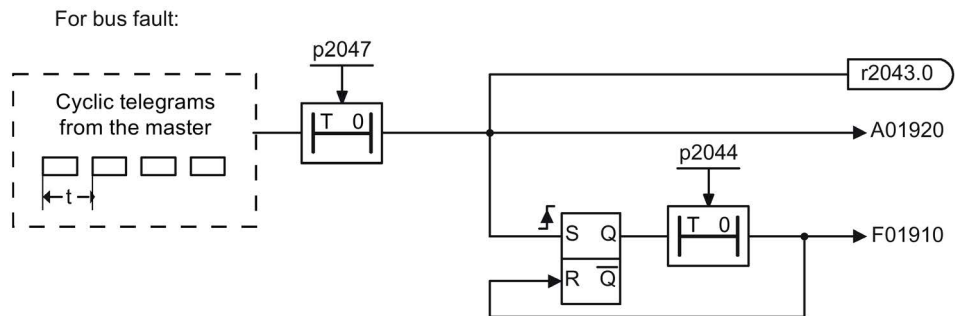 For bus fault:
p2047
Cyclic telegrams
from the master
t
T 0
r2043.0
A01920
p2044
S Q
T 0
F01910
R Q̅